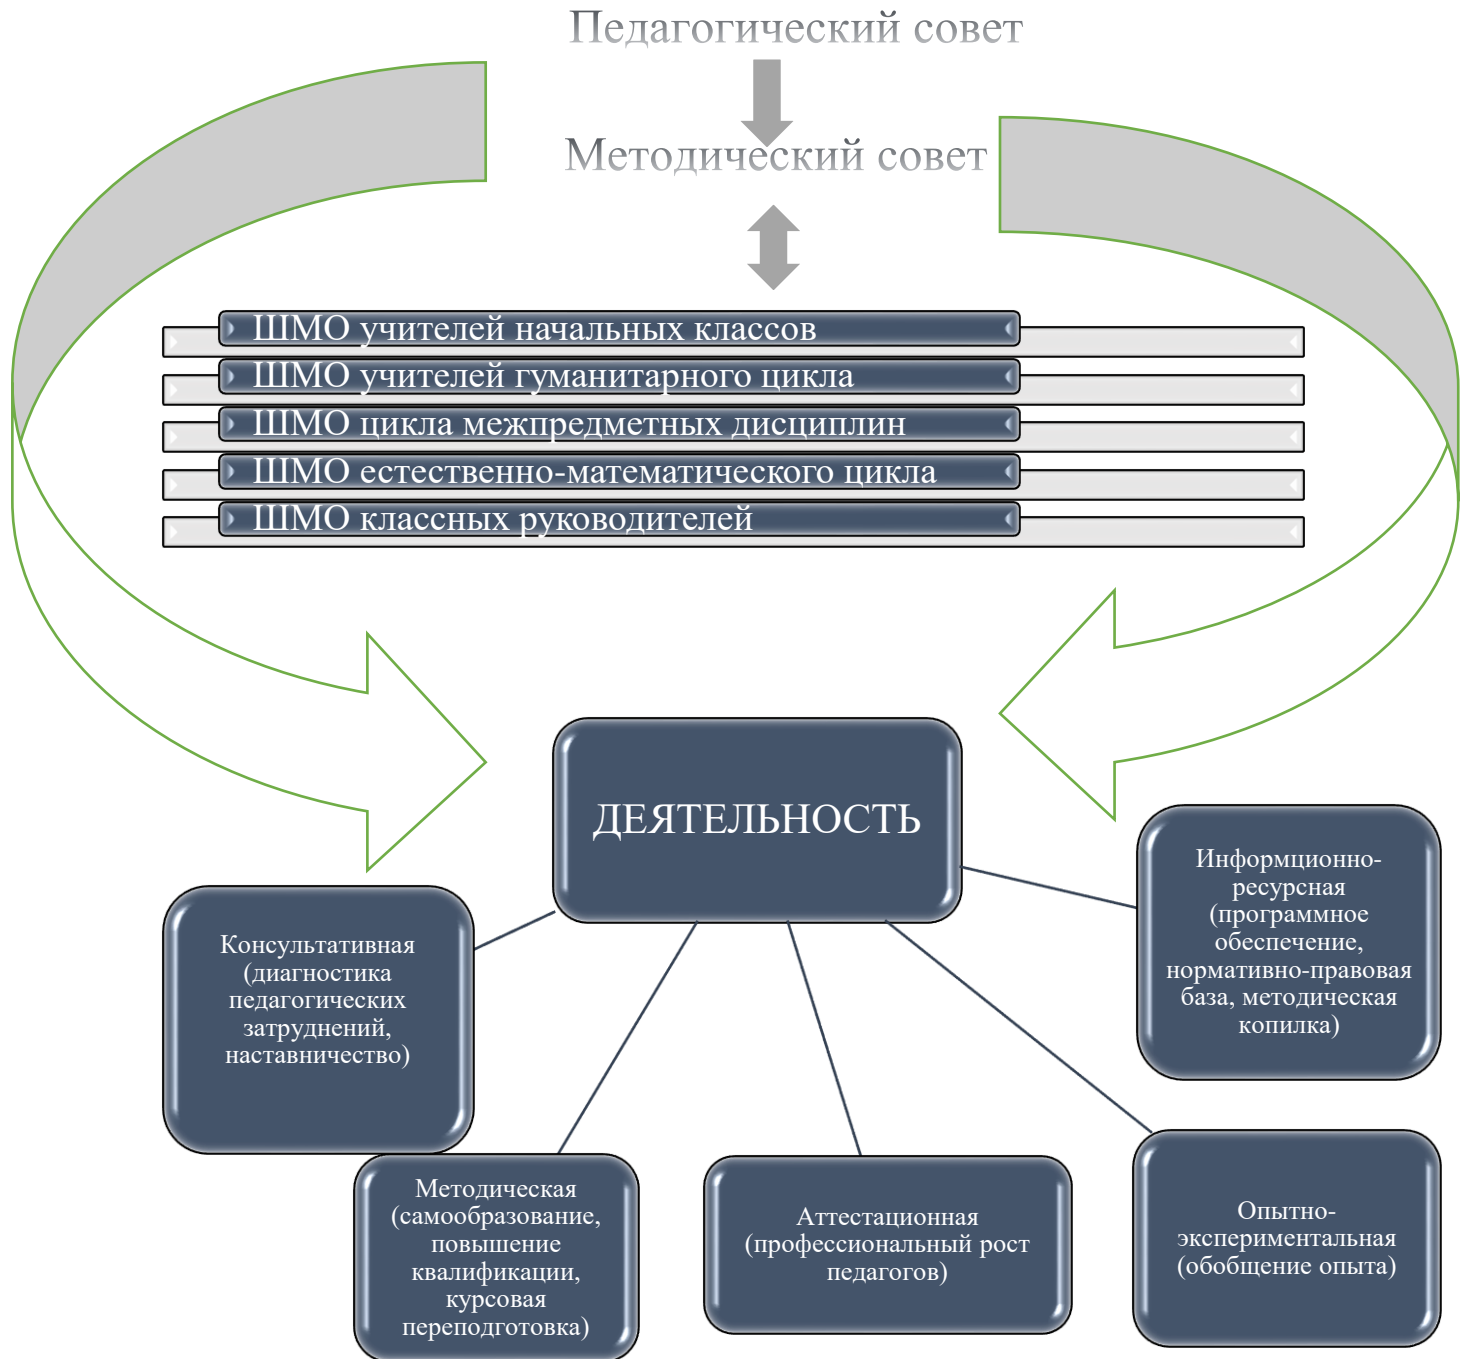 Педагогический совет
Методический совет
ШМО учителей начальных классов
ШМО учителей гуманитарного цикла
ШМО цикла межпредметных дисциплин
ШМО естественно-математического цикла
ШМО классных руководителей
ДЕЯТЕЛЬНОСТЬ
Консультативная
(диагностика
педагогических
затруднений,
наставничество)
Методическая
(самообразование,
повышение
квалификации,
курсовая
переподготовка)
Аттестационная
(профессиональный рост
педагогов)
Опытно-
экспериментальная
(обобщение опыта)
Информционно-
ресурсная
(программное
обеспечение,
нормативно-правовая
база, методическая
копилка)